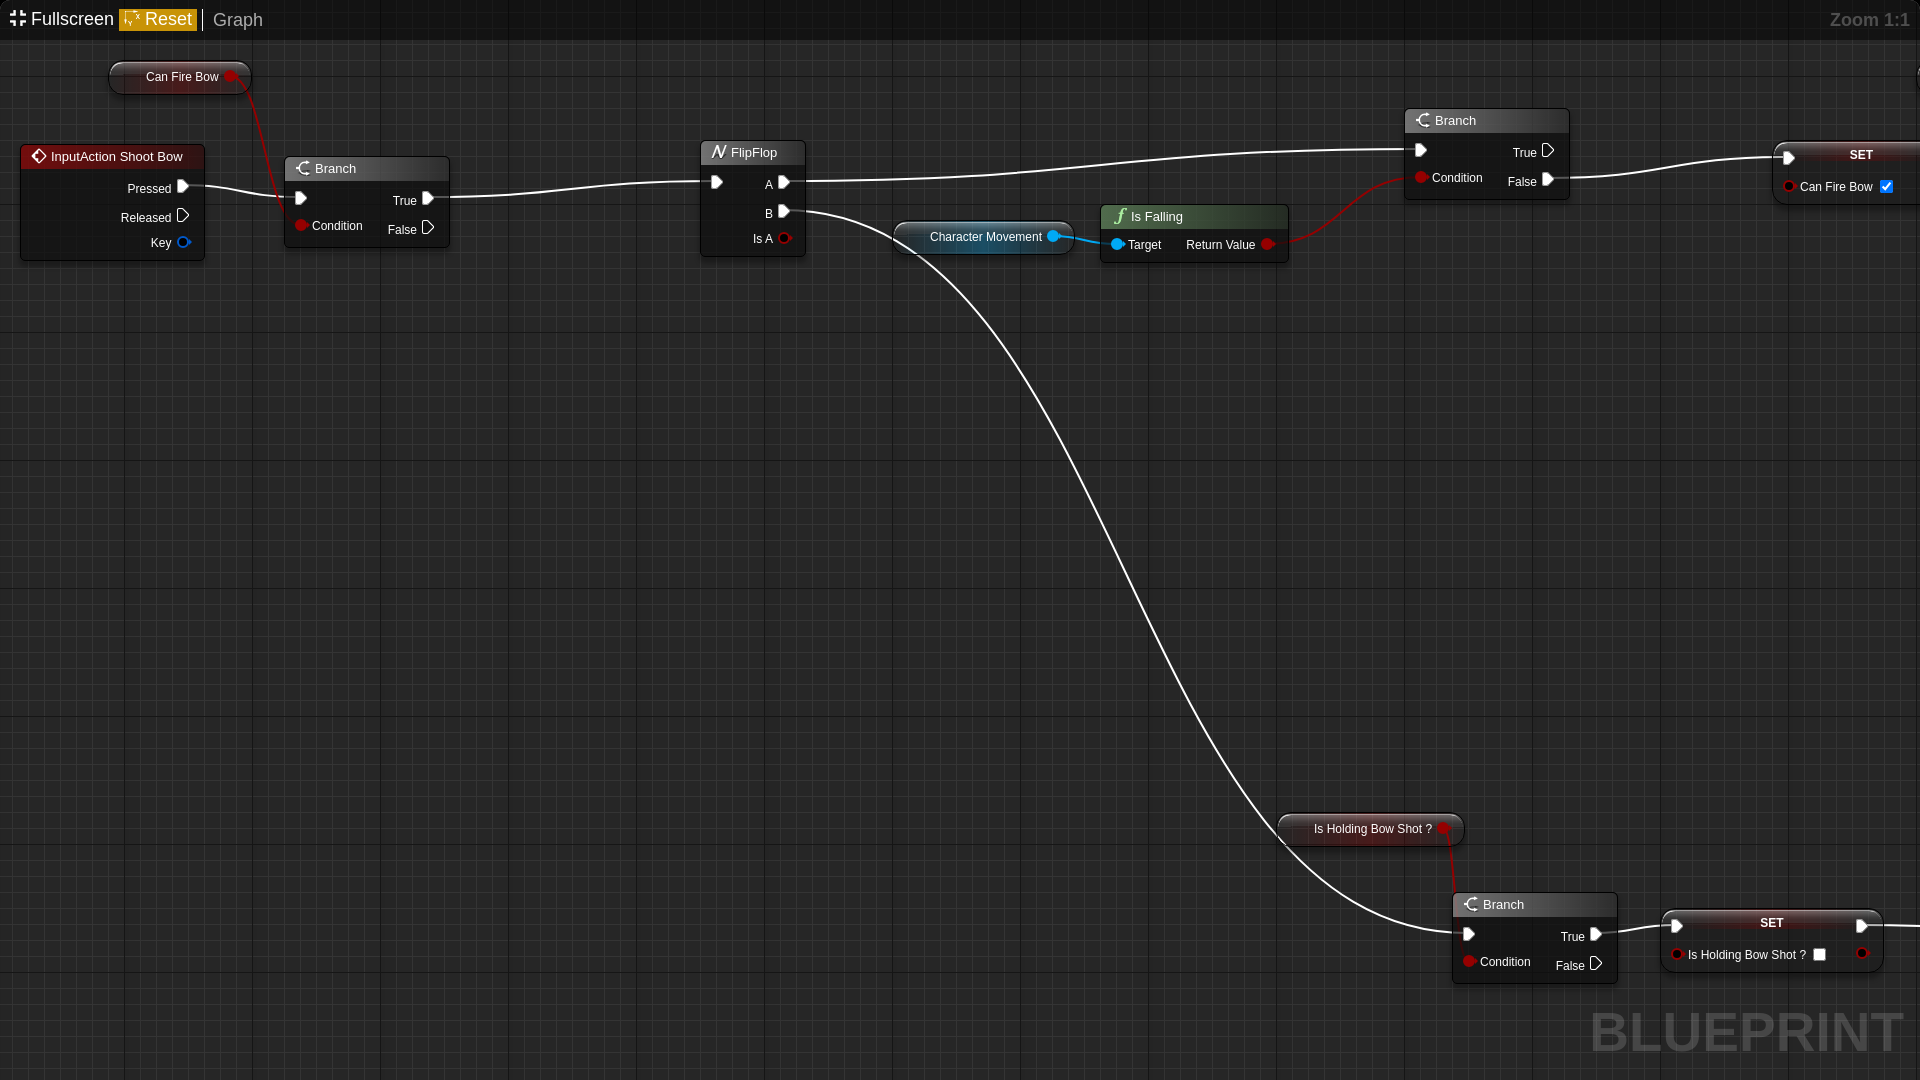 Fullscreen Reset Graph Zoom 1:1
Can Fire Bow
InputAction Shoot Bow
Pressed
Released
Key
Branch
True
Condition
False
FlipFlop
A
B
Is A
Character Movement
Is Falling
Target Return Value
Branch
True
Condition
False
SET
Can Fire Bow
Is Holding Bow Shot ?
Branch
True
Condition
False
SET
Is Holding Bow Shot ?
BLUEPRINT